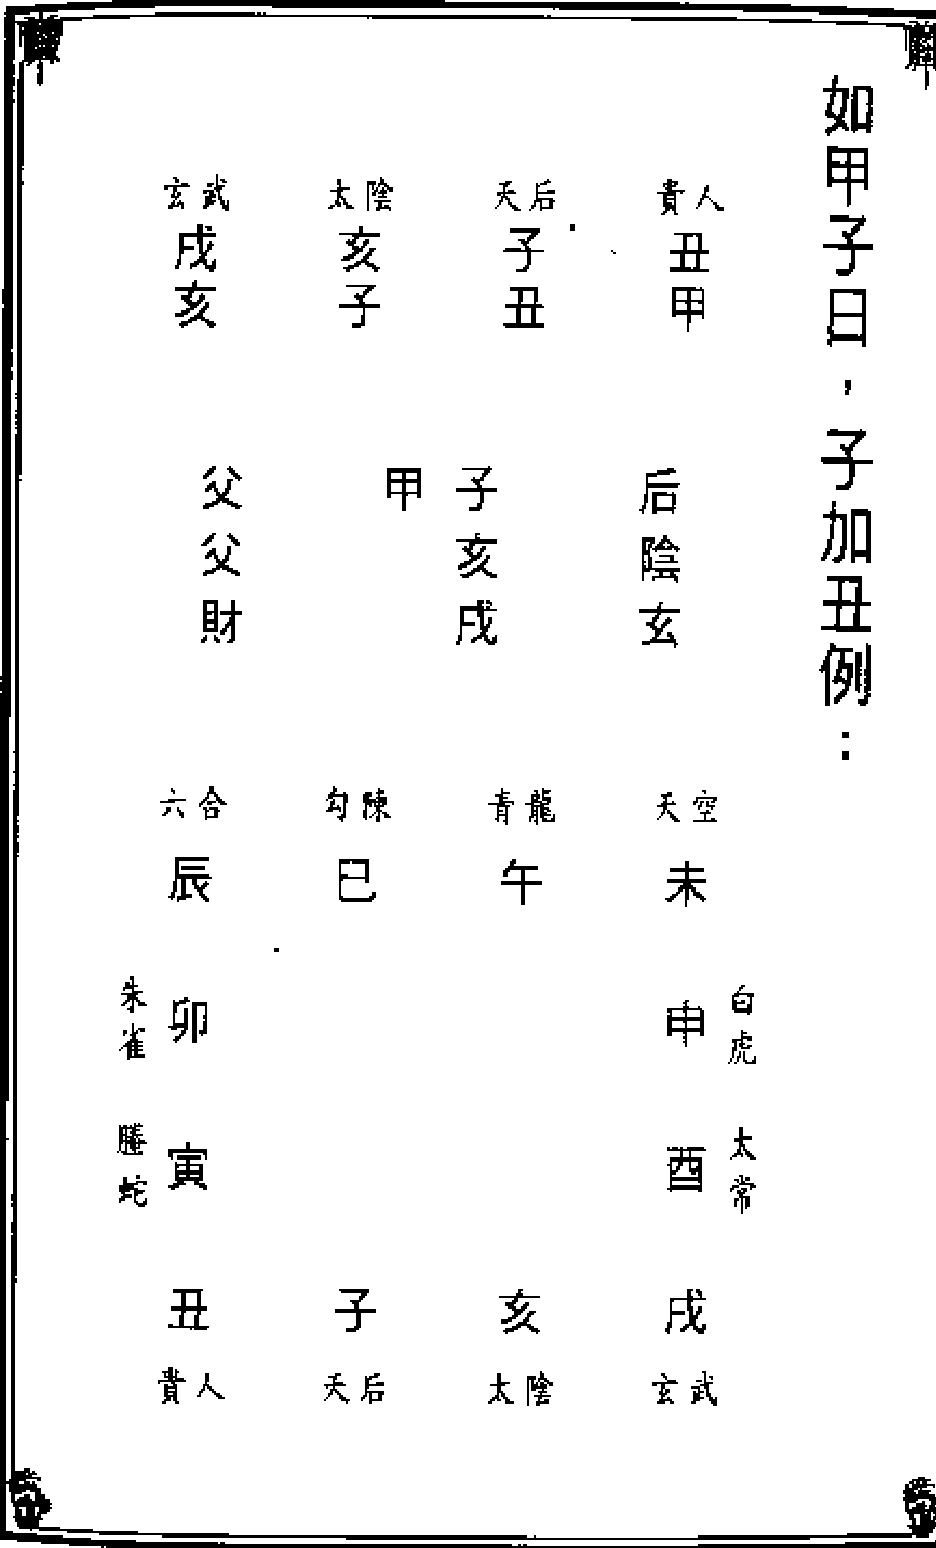 如甲子日，子加丑例：
貴人 天后 太陰 玄武
丑 子 亥 戌
甲 丑 子 亥
后 子 甲 父
陰 亥 父
玄 戌 財
天空 青龍 勾陳 六合
未 午 巳 辰
白虎 申 卯 朱雀
太常 酉 寅 螣蛇
戌 亥 子 丑
玄武 太陰 天后 貴人